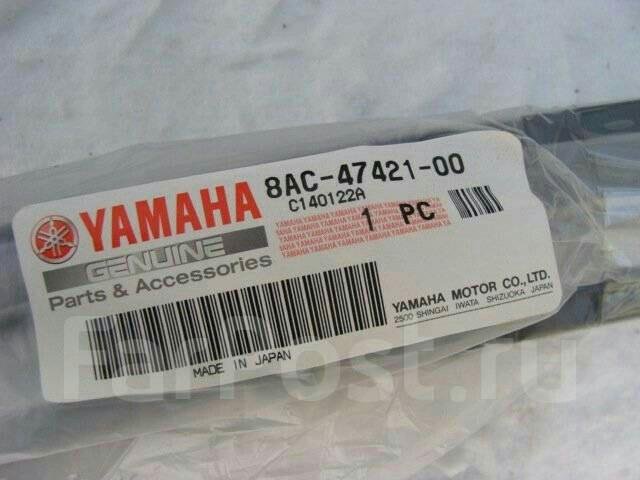 8AC-47421-00
C140122A
YAMAHA
1 PC
GENUINE
Parts & Accessories
YAMAHA MOTOR CO., LTD.
2500 SHINGAI IWATA SHIZUOKA JAPAN
MADE IN JAPAN
FarPost.ru